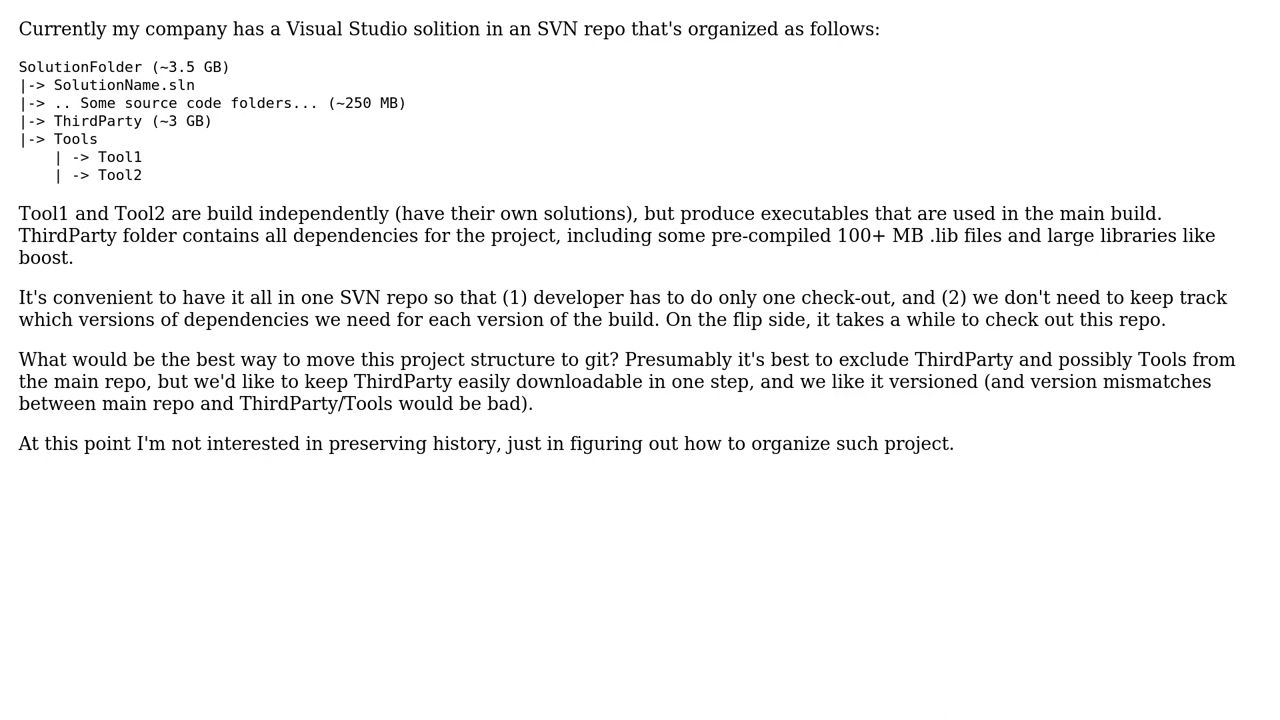 Currently my company has a Visual Studio solition in an SVN repo that's organized as follows:
SolutionFolder (~3.5 GB)
|-> SolutionName.sln
|-> .. Some source code folders... (~250 MB)
|-> ThirdParty (~3 GB)
|-> Tools
    | -> Tool1
    | -> Tool2
Tool1 and Tool2 are build independently (have their own solutions), but produce executables that are used in the main build.
ThirdParty folder contains all dependencies for the project, including some pre-compiled 100+ MB .lib files and large libraries like
boost.
It's convenient to have it all in one SVN repo so that (1) developer has to do only one check-out, and (2) we don't need to keep track
which versions of dependencies we need for each version of the build. On the flip side, it takes a while to check out this repo.
What would be the best way to move this project structure to git? Presumably it's best to exclude ThirdParty and possibly Tools from
the main repo, but we'd like to keep ThirdParty easily downloadable in one step, and we like it versioned (and version mismatches
between main repo and ThirdParty/Tools would be bad).
At this point I'm not interested in preserving history, just in figuring out how to organize such project.